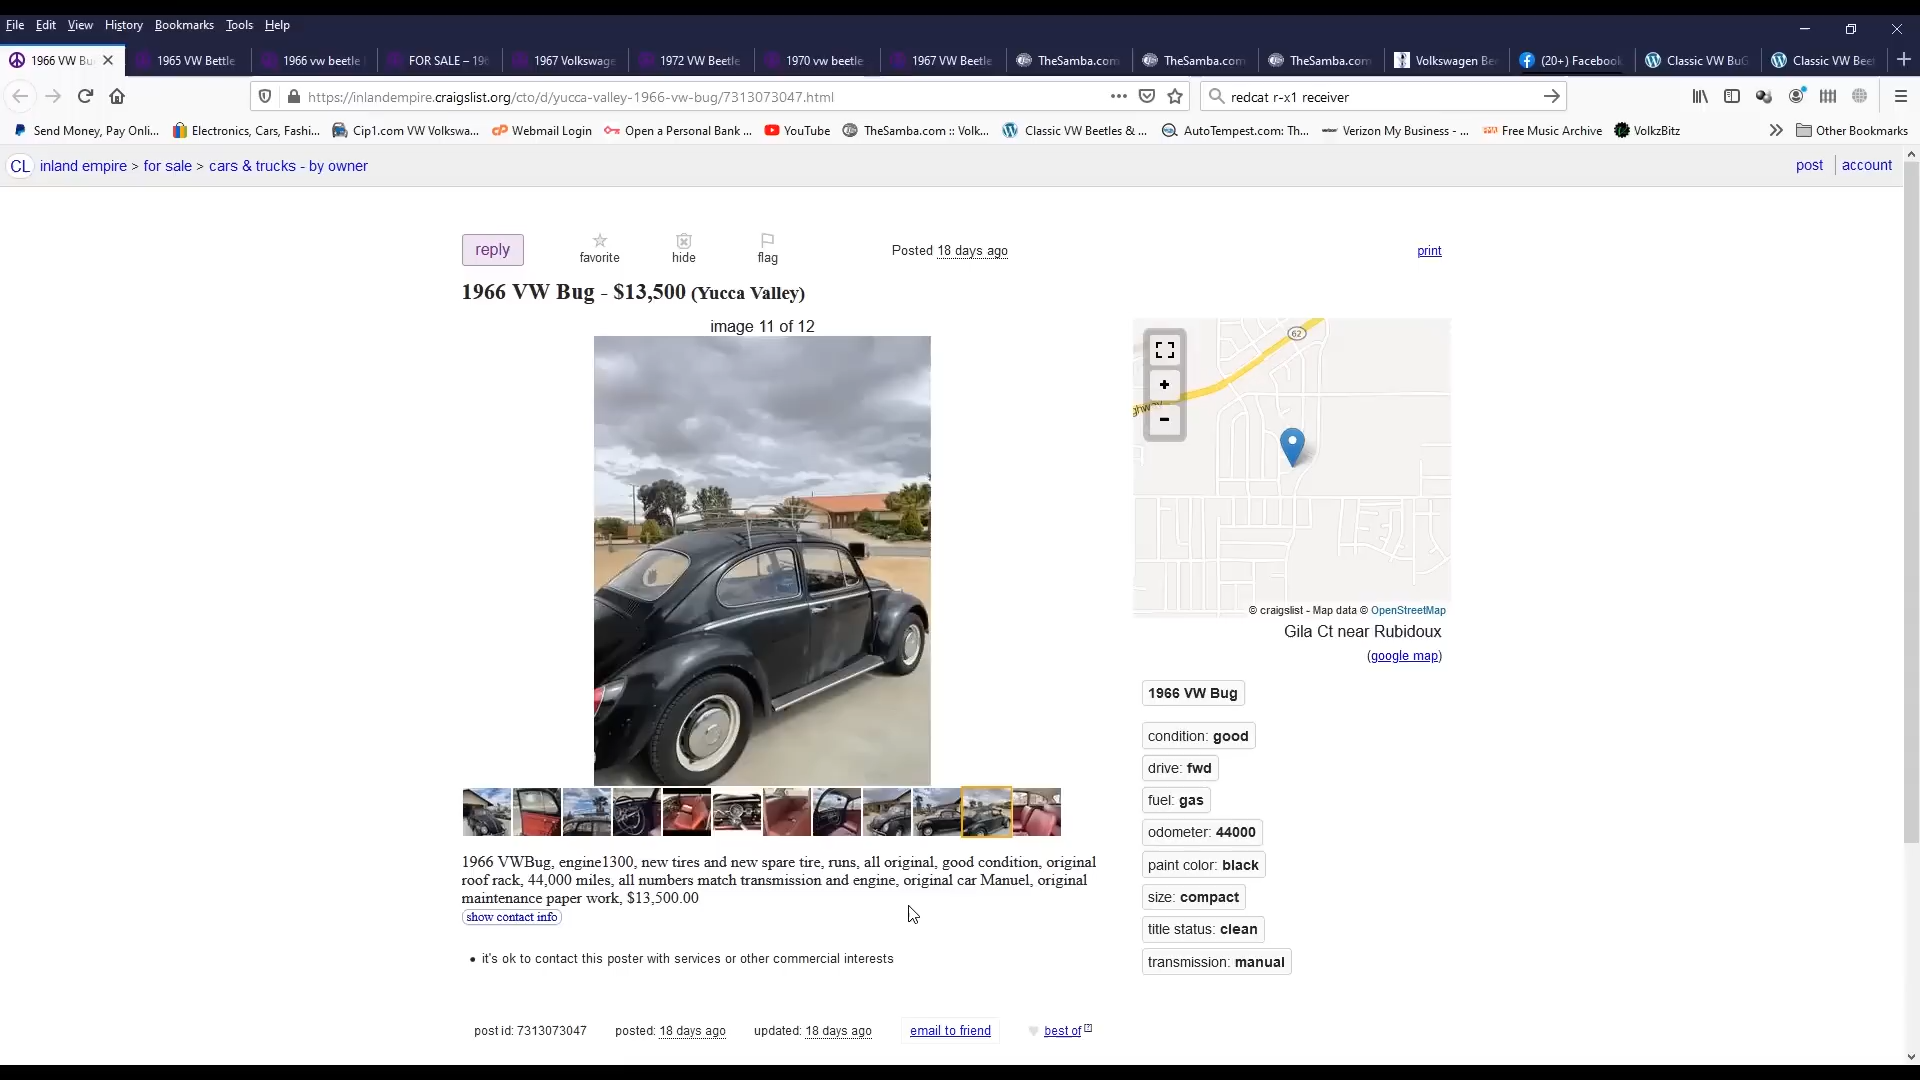 File Edit View History Bookmarks Tools Help
1966 VW Bu
1965 VW Bettle
1966 vw beetle
FOR SALE – 196
1967 Volkswage
1972 VW Beetle
1970 vw beetle
1967 VW Beetle
TheSamba.com
TheSamba.com
TheSamba.com
Volkswagen Bee
(20+) Facebook
Classic VW BuG
Classic VW Beet
https://inlandempire.craigslist.org/cto/d/yucca-valley-1966-vw-bug/7313073047.html
redcat r-x1 receiver
Send Money, Pay Onli...
Electronics, Cars, Fashi...
Cip1.com VW Volkswa...
Webmail Login
Open a Personal Bank ...
YouTube
TheSamba.com :: Volk...
Classic VW Beetles & ...
AutoTempest.com: Th...
Verizon My Business - ...
Free Music Archive
VolkzBitz
Other Bookmarks
CL inland empire > for sale > cars & trucks - by owner
post account
reply
favorite
hide
flag
Posted 18 days ago
print
1966 VW Bug - $13,500 (Yucca Valley)
image 11 of 12
62
+
-
© craigslist - Map data © OpenStreetMap
Gila Ct near Rubidoux
(google map)
1966 VW Bug
condition: good
drive: fwd
fuel: gas
odometer: 44000
paint color: black
size: compact
title status: clean
transmission: manual
1966 VWBug, engine1300, new tires and new spare tire, runs, all original, good condition, original
roof rack, 44,000 miles, all numbers match transmission and engine, original car Manuel, original
maintenance paper work, $13,500.00
show contact info
• it's ok to contact this poster with services or other commercial interests
post id: 7313073047
posted: 18 days ago
updated: 18 days ago
email to friend
best of [?]